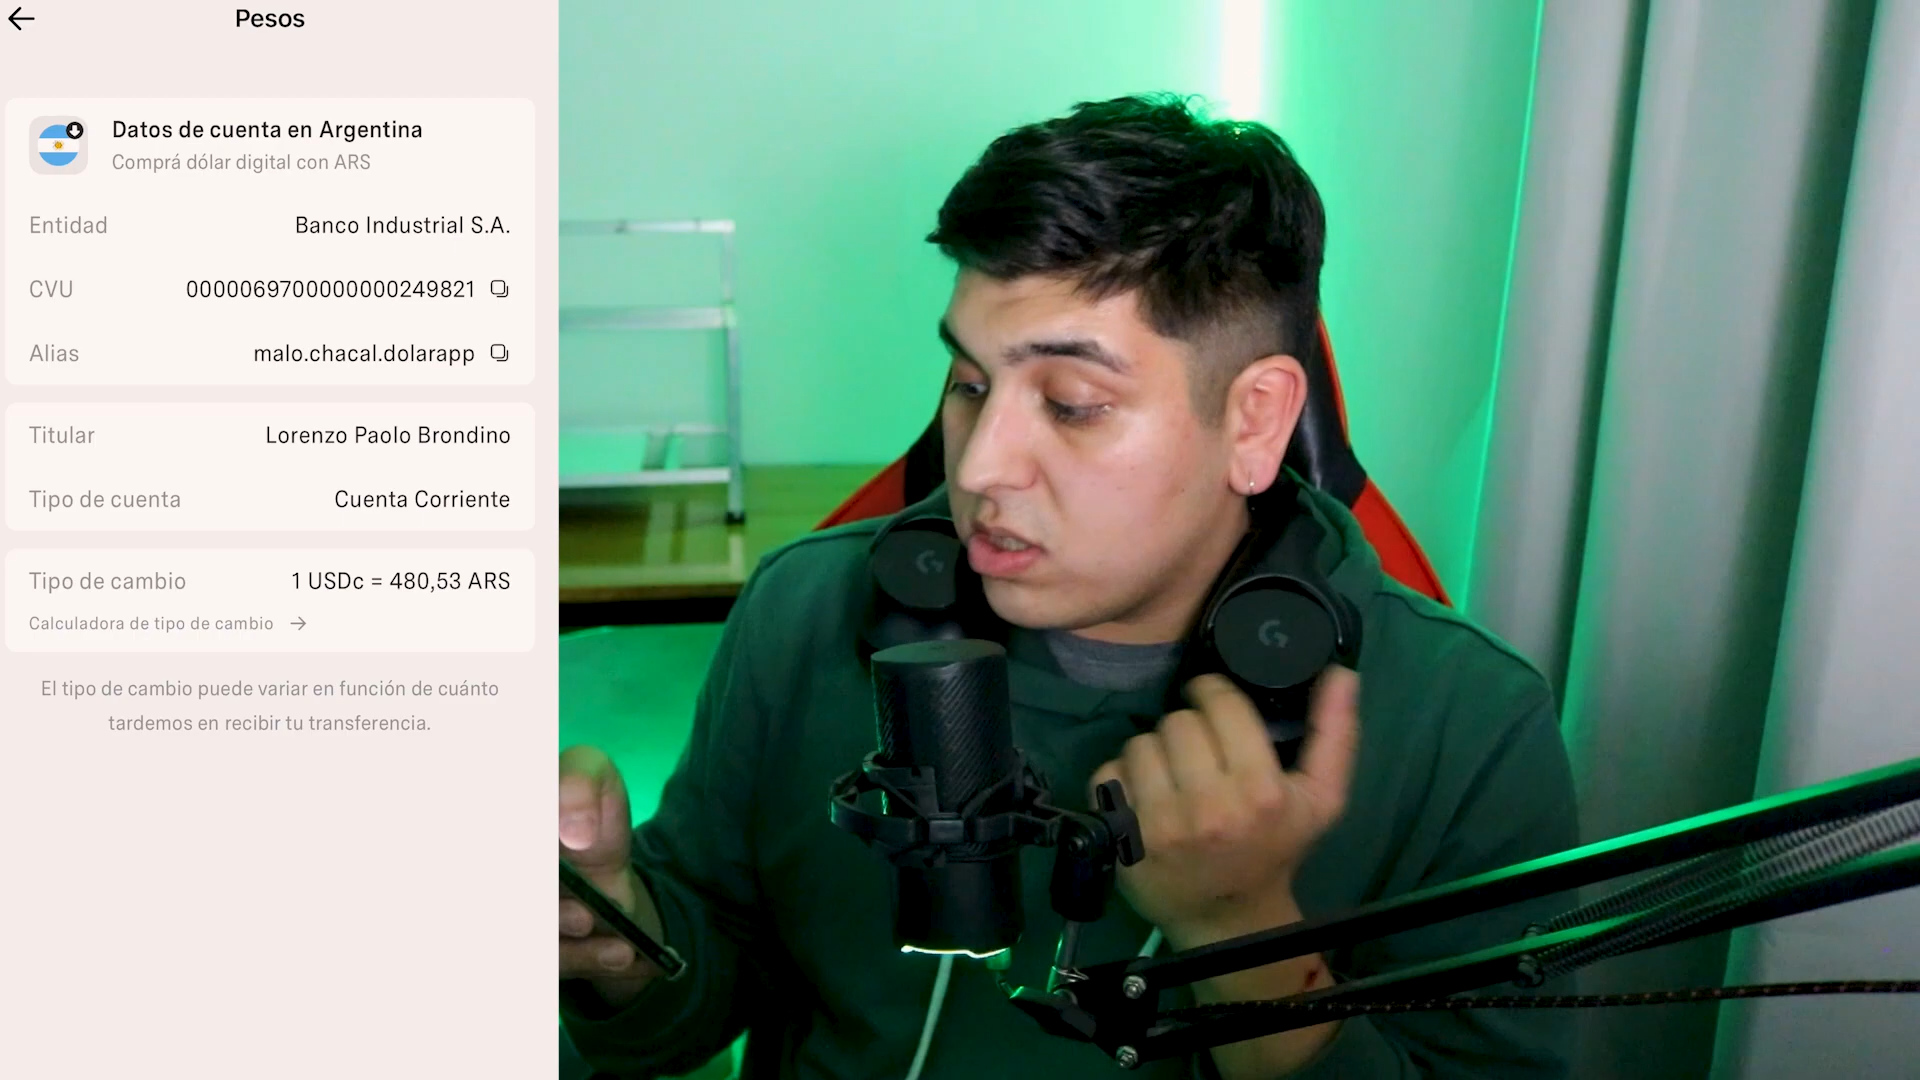 Pesos
Datos de cuenta en Argentina
Comprá dólar digital con ARS
Entidad Banco Industrial S.A.
CVU 0000069700000000249821
Alias malo.chacal.dolarapp
Titular Lorenzo Paolo Brondino
Tipo de cuenta Cuenta Corriente
Tipo de cambio 1 USDc = 480,53 ARS
Calculadora de tipo de cambio →
El tipo de cambio puede variar en función de cuánto
tardemos en recibir tu transferencia.